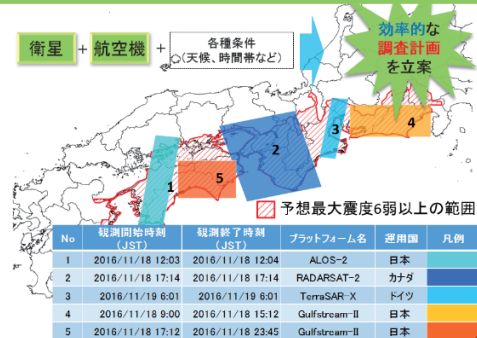 衛星 + 航空機 + 各種条件
(天候、時間帯など)
効率的な
調査計画
を立案
1
2
3
4
5
予想最大震度6弱以上の範囲
No 観測開始時刻(JST) 観測終了時刻(JST) プラットフォーム名 運用国 凡例
1 2016/11/18 12:03 2016/11/18 12:04 ALOS-2 日本
2 2016/11/18 17:14 2016/11/18 17:14 RADARSAT-2 カナダ
3 2016/11/19 6:01 2016/11/19 6:01 TerraSAR-X ドイツ
4 2016/11/18 9:00 2016/11/18 15:12 Gulfstream-II 日本
5 2016/11/18 17:12 2016/11/18 23:45 Gulfstream-II 日本